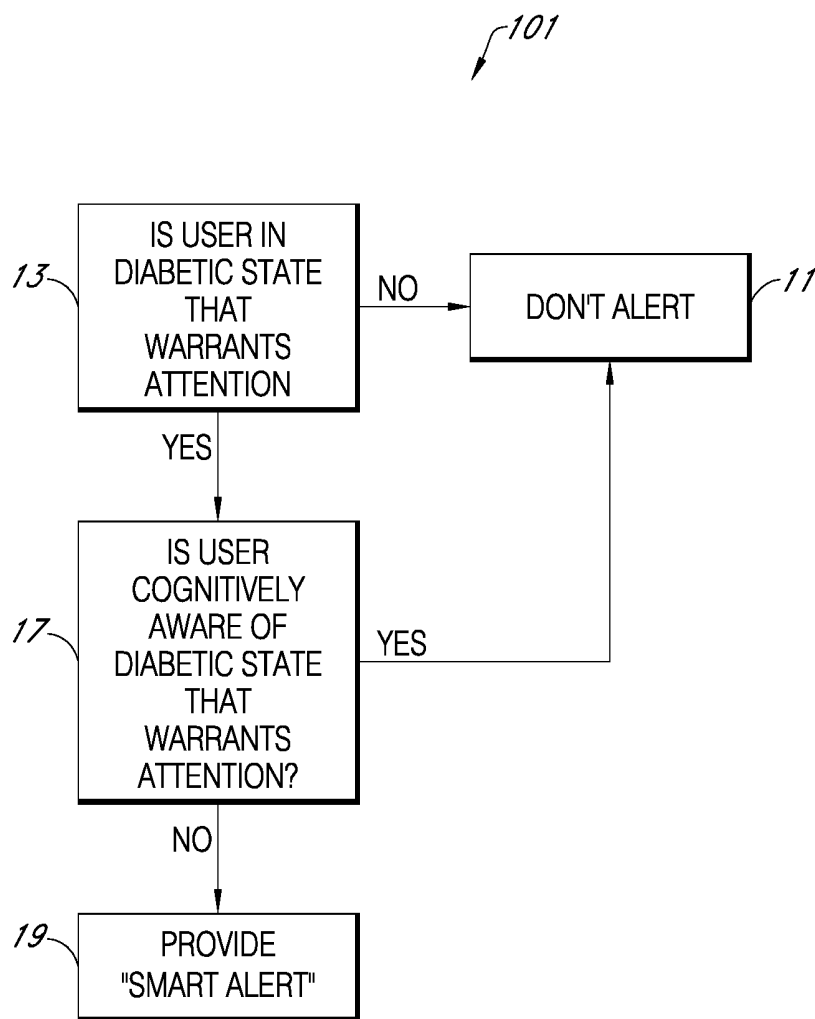 101
13
IS USER IN
DIABETIC STATE
THAT
WARRANTS
ATTENTION
NO
DON'T ALERT
11
YES
17
IS USER
COGNITIVELY
AWARE OF
DIABETIC STATE
THAT
WARRANTS
ATTENTION?
YES
NO
19
PROVIDE
"SMART ALERT"